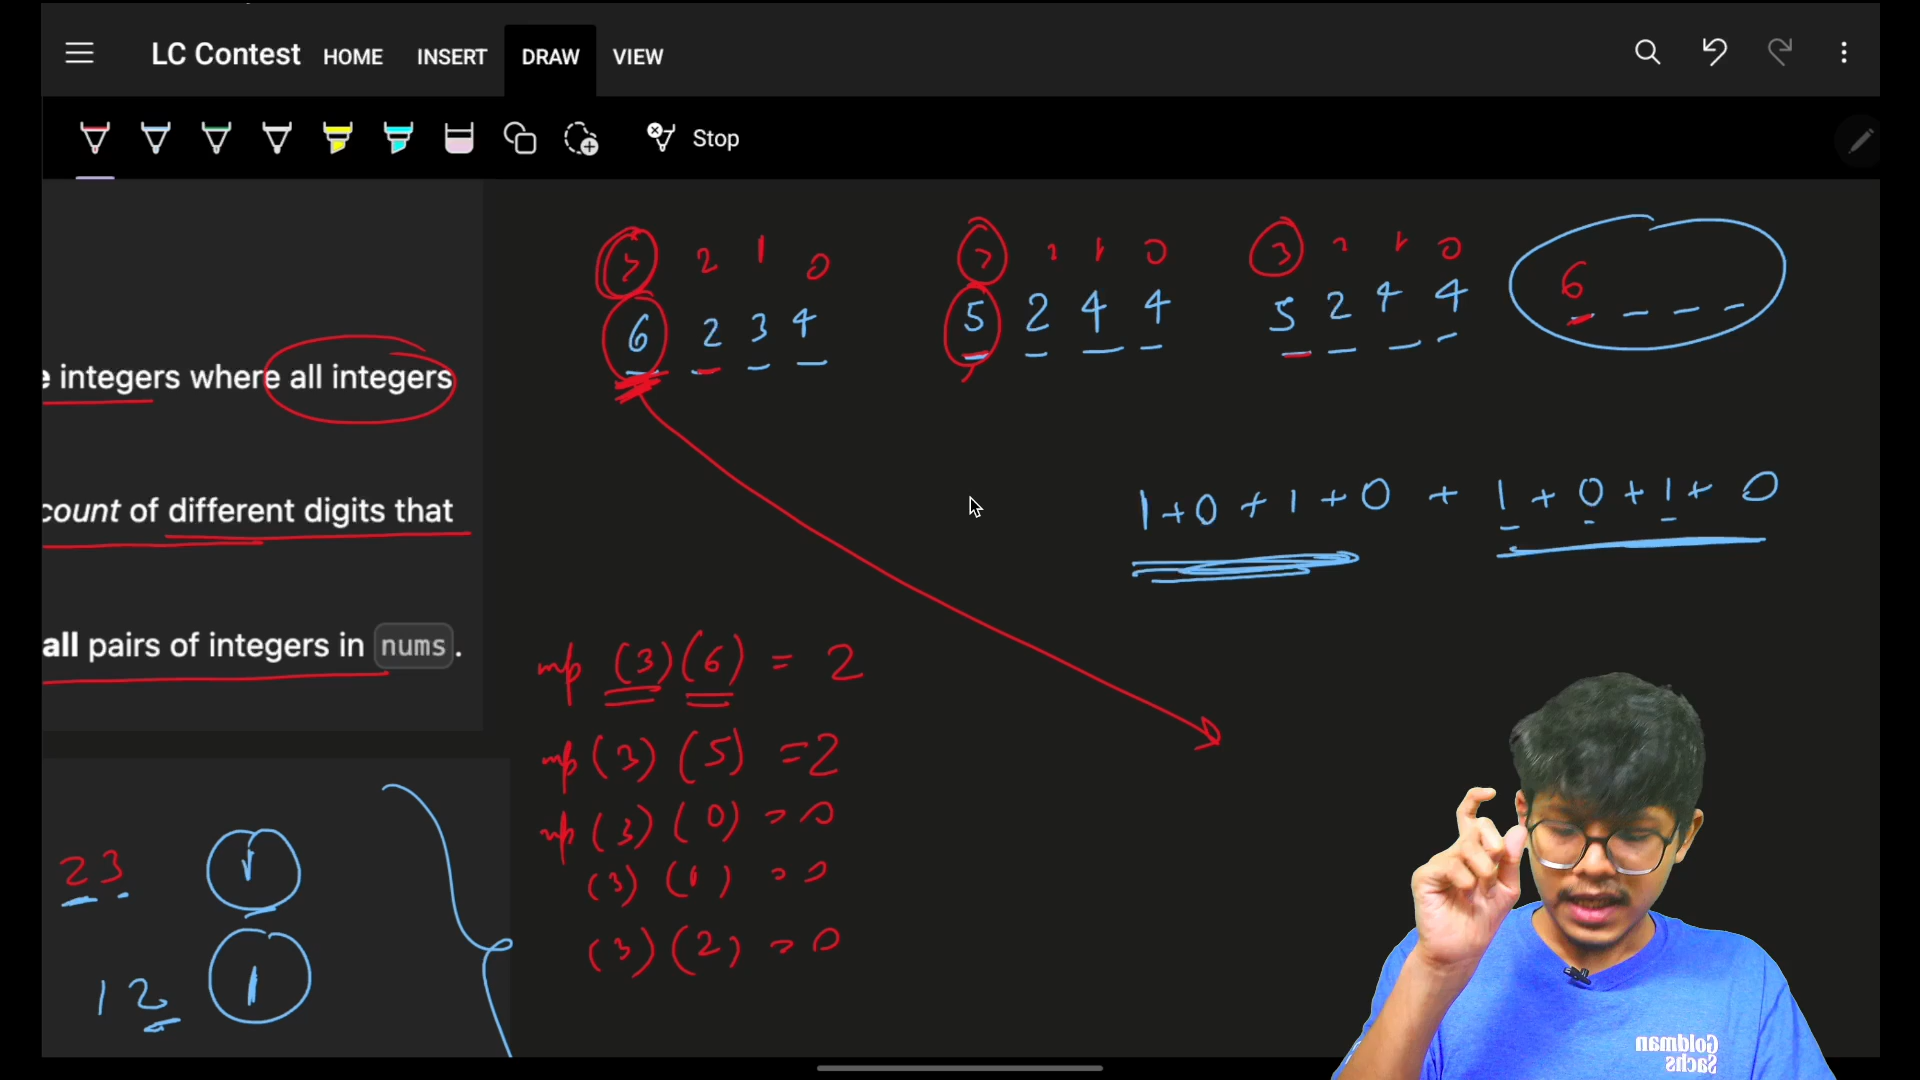 LC Contest HOME INSERT DRAW VIEW
Stop
3 2 1 0
6 2 3 4
3 2 1 0
5 2 4 4
3 2 1 0
5 2 4 4
6
integers where all integers
count of different digits that
all pairs of integers in nums.
1+0+1+0 + 1+0+1+0
mp (3)(6) = 2
mp (3) (5) =2
mp (3) (0) = 0
(3) (1) = 0
(3) (2) = 0
23 1
12 1
Goldman
Sachs